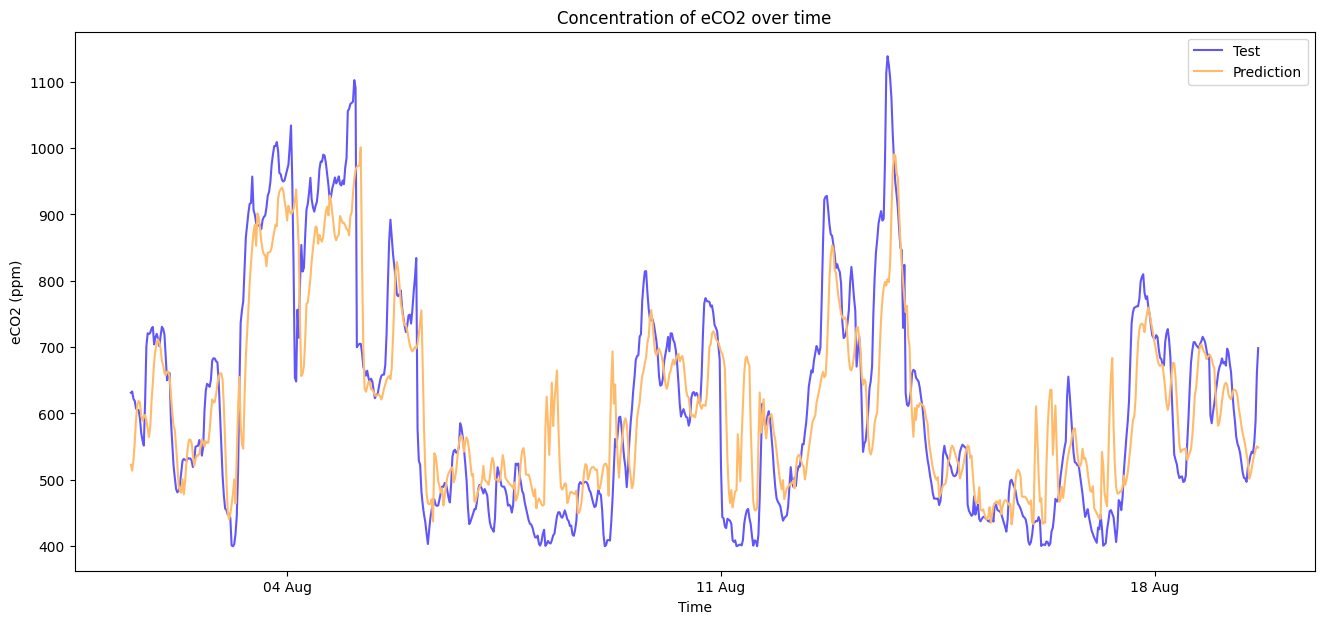 Concentration of eCO2 over time
Test
Prediction
eCO2 (ppm)
1100
1000
900
800
700
600
500
400
04 Aug
11 Aug
18 Aug
Time